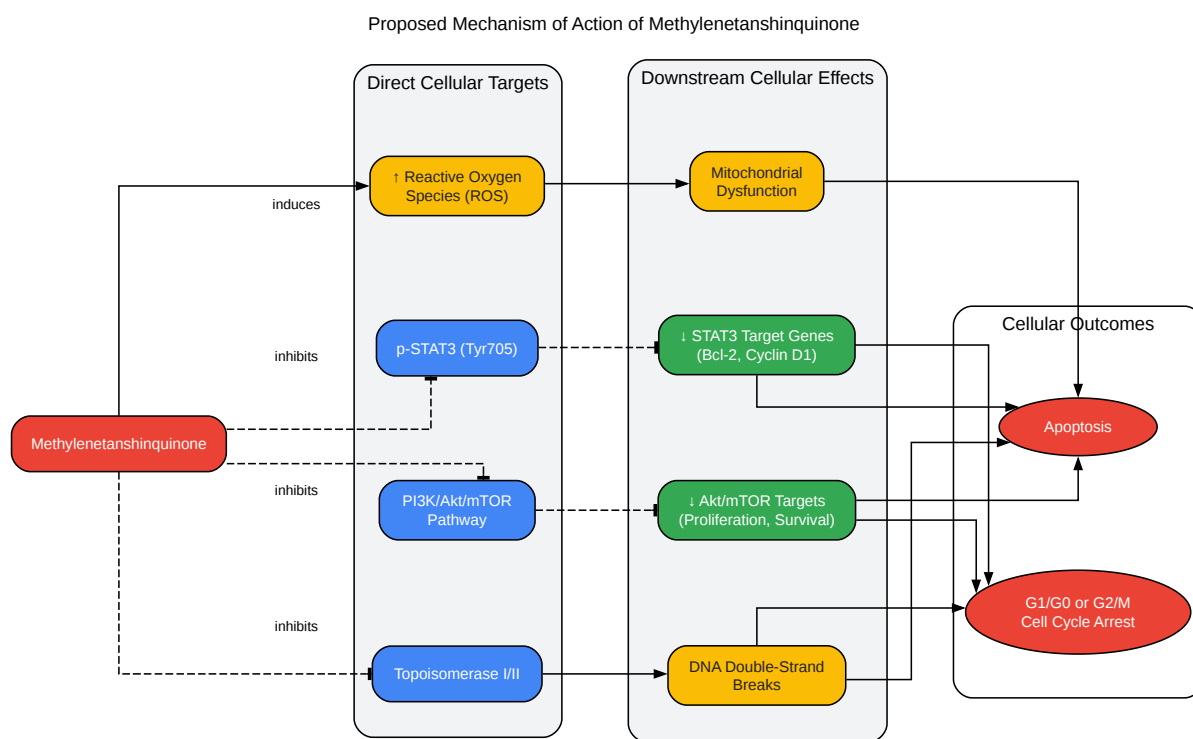 Proposed Mechanism of Action of Methylenetanshinquinone
Direct Cellular Targets
Downstream Cellular Effects
↑ Reactive Oxygen
Species (ROS)
Mitochondrial
Dysfunction
induces
p-STAT3 (Tyr705)
↓ STAT3 Target Genes
(Bcl-2, Cyclin D1)
Cellular Outcomes
inhibits
Methylenetanshinquinone
Apoptosis
inhibits
PI3K/Akt/mTOR
Pathway
↓ Akt/mTOR Targets
(Proliferation, Survival)
G1/G0 or G2/M
Cell Cycle Arrest
inhibits
Topoisomerase I/II
DNA Double-Strand
Breaks